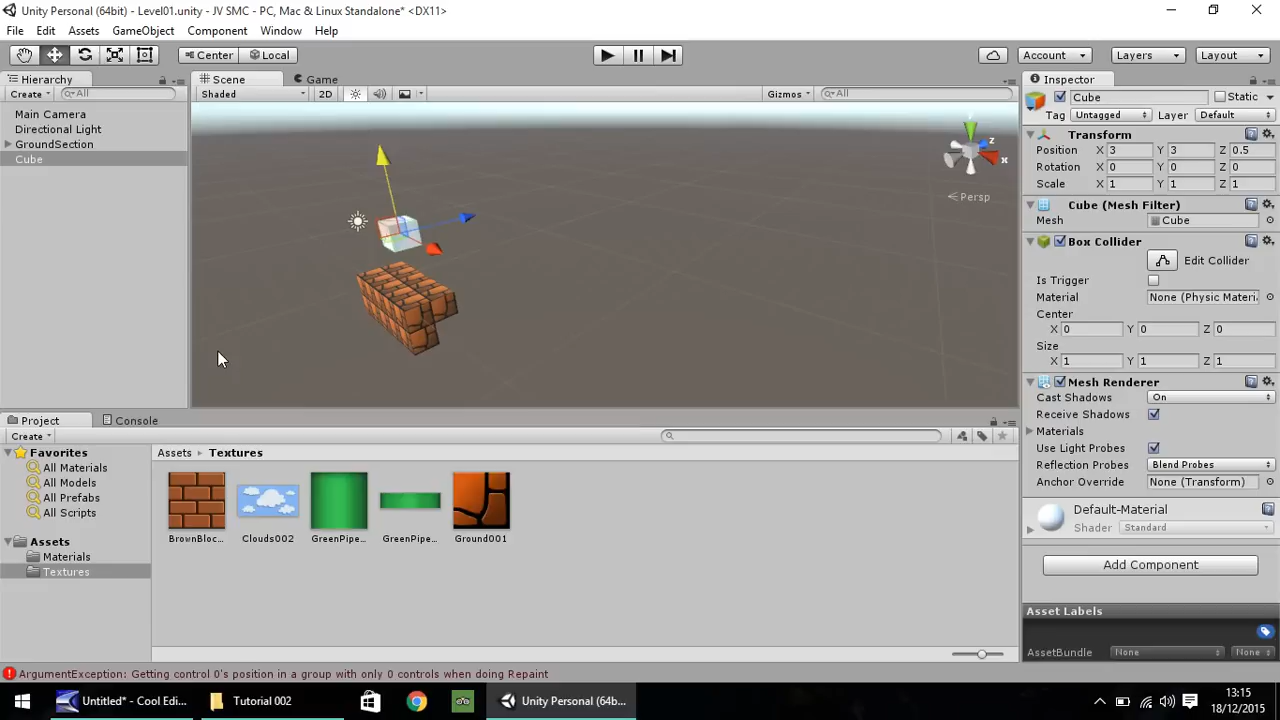 Unity Personal (64bit) - Level01.unity - JV SMC - PC, Mac & Linux Standalone* <DX11>
File Edit Assets GameObject Component Window Help
Center Local Account Layers Layout
Hierarchy Scene Game Inspector
Create All Shaded 2D Gizmos All Cube Static
Main Camera
Directional Light
GroundSection
Cube
z
x
Persp
Tag Untagged Layer Default
Transform
Position X 3 Y 3 Z 0.5
Rotation X 0 Y 0 Z 0
Scale X 1 Y 1 Z 1
Cube (Mesh Filter)
Mesh Cube
Box Collider
Edit Collider
Is Trigger
Material None (Physic Materi
Center
X 0 Y 0 Z 0
Size
X 1 Y 1 Z 1
Mesh Renderer
Cast Shadows On
Receive Shadows
Materials
Use Light Probes
Reflection Probes Blend Probes
Anchor Override None (Transform)
Default-Material
Shader Standard
Add Component
Asset Labels
AssetBundle None None
Project Console
Create
Favorites
All Materials
All Models
All Prefabs
All Scripts
Assets
Materials
Textures
Assets Textures
BrownBloc... Clouds002 GreenPipe... GreenPipe... Ground001
ArgumentException: Getting control 0's position in a group with only 0 controls when doing Repaint
Untitled* - Cool Edi... Tutorial 002 Unity Personal (64b...
13:15
18/12/2015